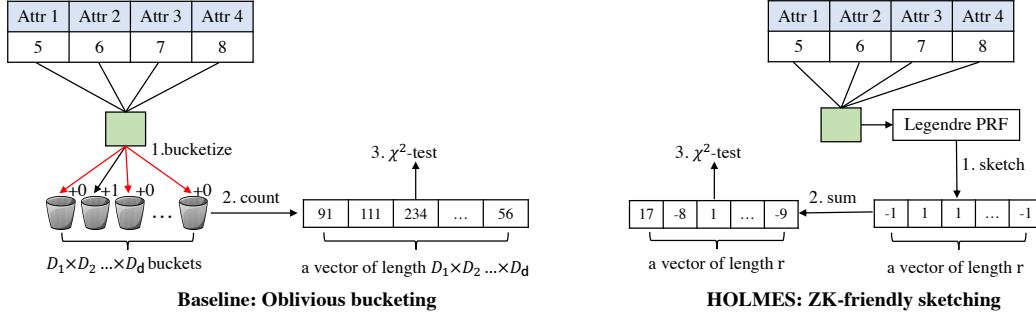 Attr 1 Attr 2 Attr 3 Attr 4
5 6 7 8
1.bucketize
+0 +1 +0 +0
...
2. count
3. χ²-test
91 111 234 ... 56
D₁×D₂ ...×D_d buckets
a vector of length D₁×D₂ ...×D_d
Baseline: Oblivious bucketing
Attr 1 Attr 2 Attr 3 Attr 4
5 6 7 8
Legendre PRF
1. sketch
3. χ²-test
2. sum
17 -8 1 ... -9
-1 1 1 ... -1
a vector of length r
a vector of length r
HOLMES: ZK-friendly sketching